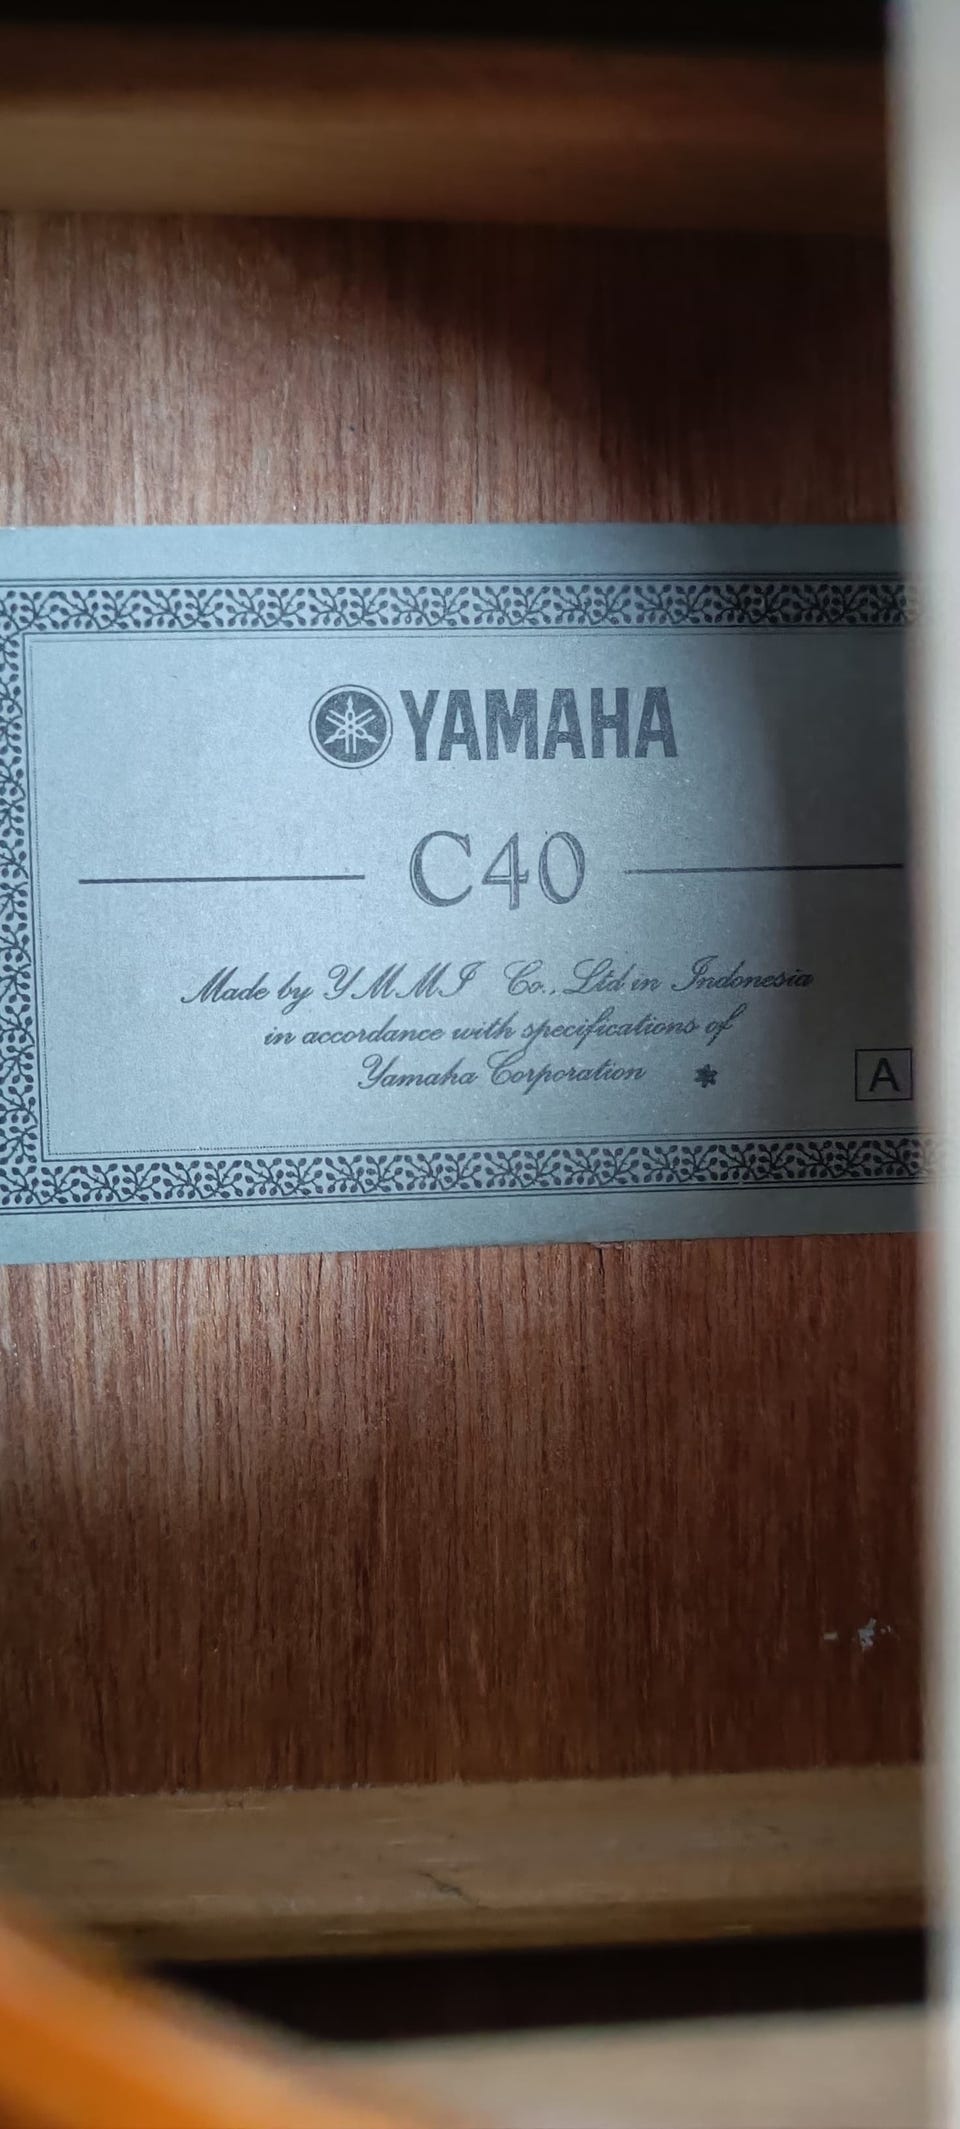 YAMAHA
C40
Made by YMMI Co., Ltd in Indonesia
in accordance with specifications of
Yamaha Corporation *
A